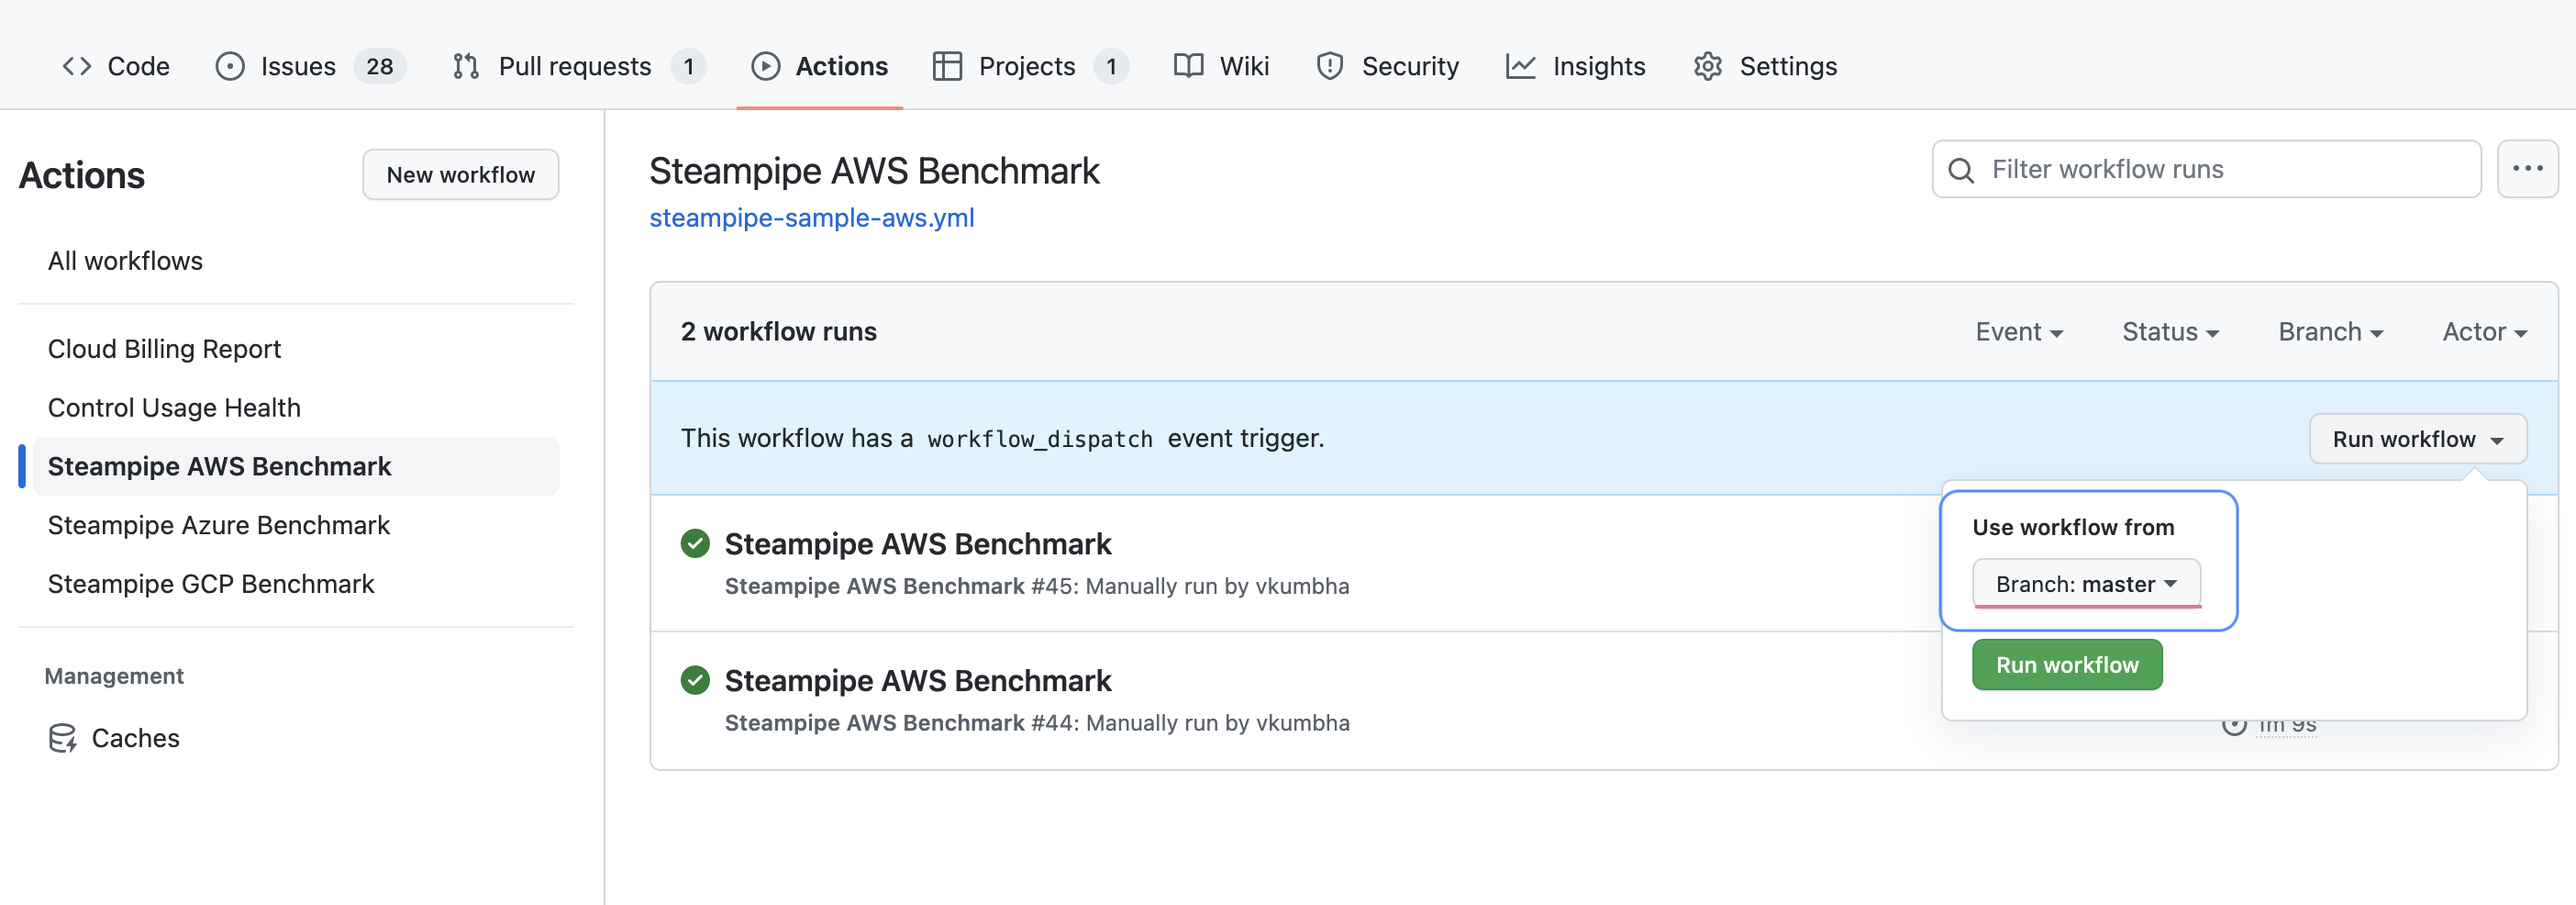 Code Issues 28 Pull requests 1 Actions Projects 1 Wiki Security Insights Settings
Actions
New workflow
All workflows
Cloud Billing Report
Control Usage Health
Steampipe AWS Benchmark
Steampipe Azure Benchmark
Steampipe GCP Benchmark
Management
Caches
Steampipe AWS Benchmark
steampipe-sample-aws.yml
Filter workflow runs
2 workflow runs
Event Status Branch Actor
This workflow has a workflow_dispatch event trigger.
Run workflow
Use workflow from
Branch: master
Run workflow
Steampipe AWS Benchmark
Steampipe AWS Benchmark #45: Manually run by vkumbha
Steampipe AWS Benchmark
Steampipe AWS Benchmark #44: Manually run by vkumbha
1m 9s